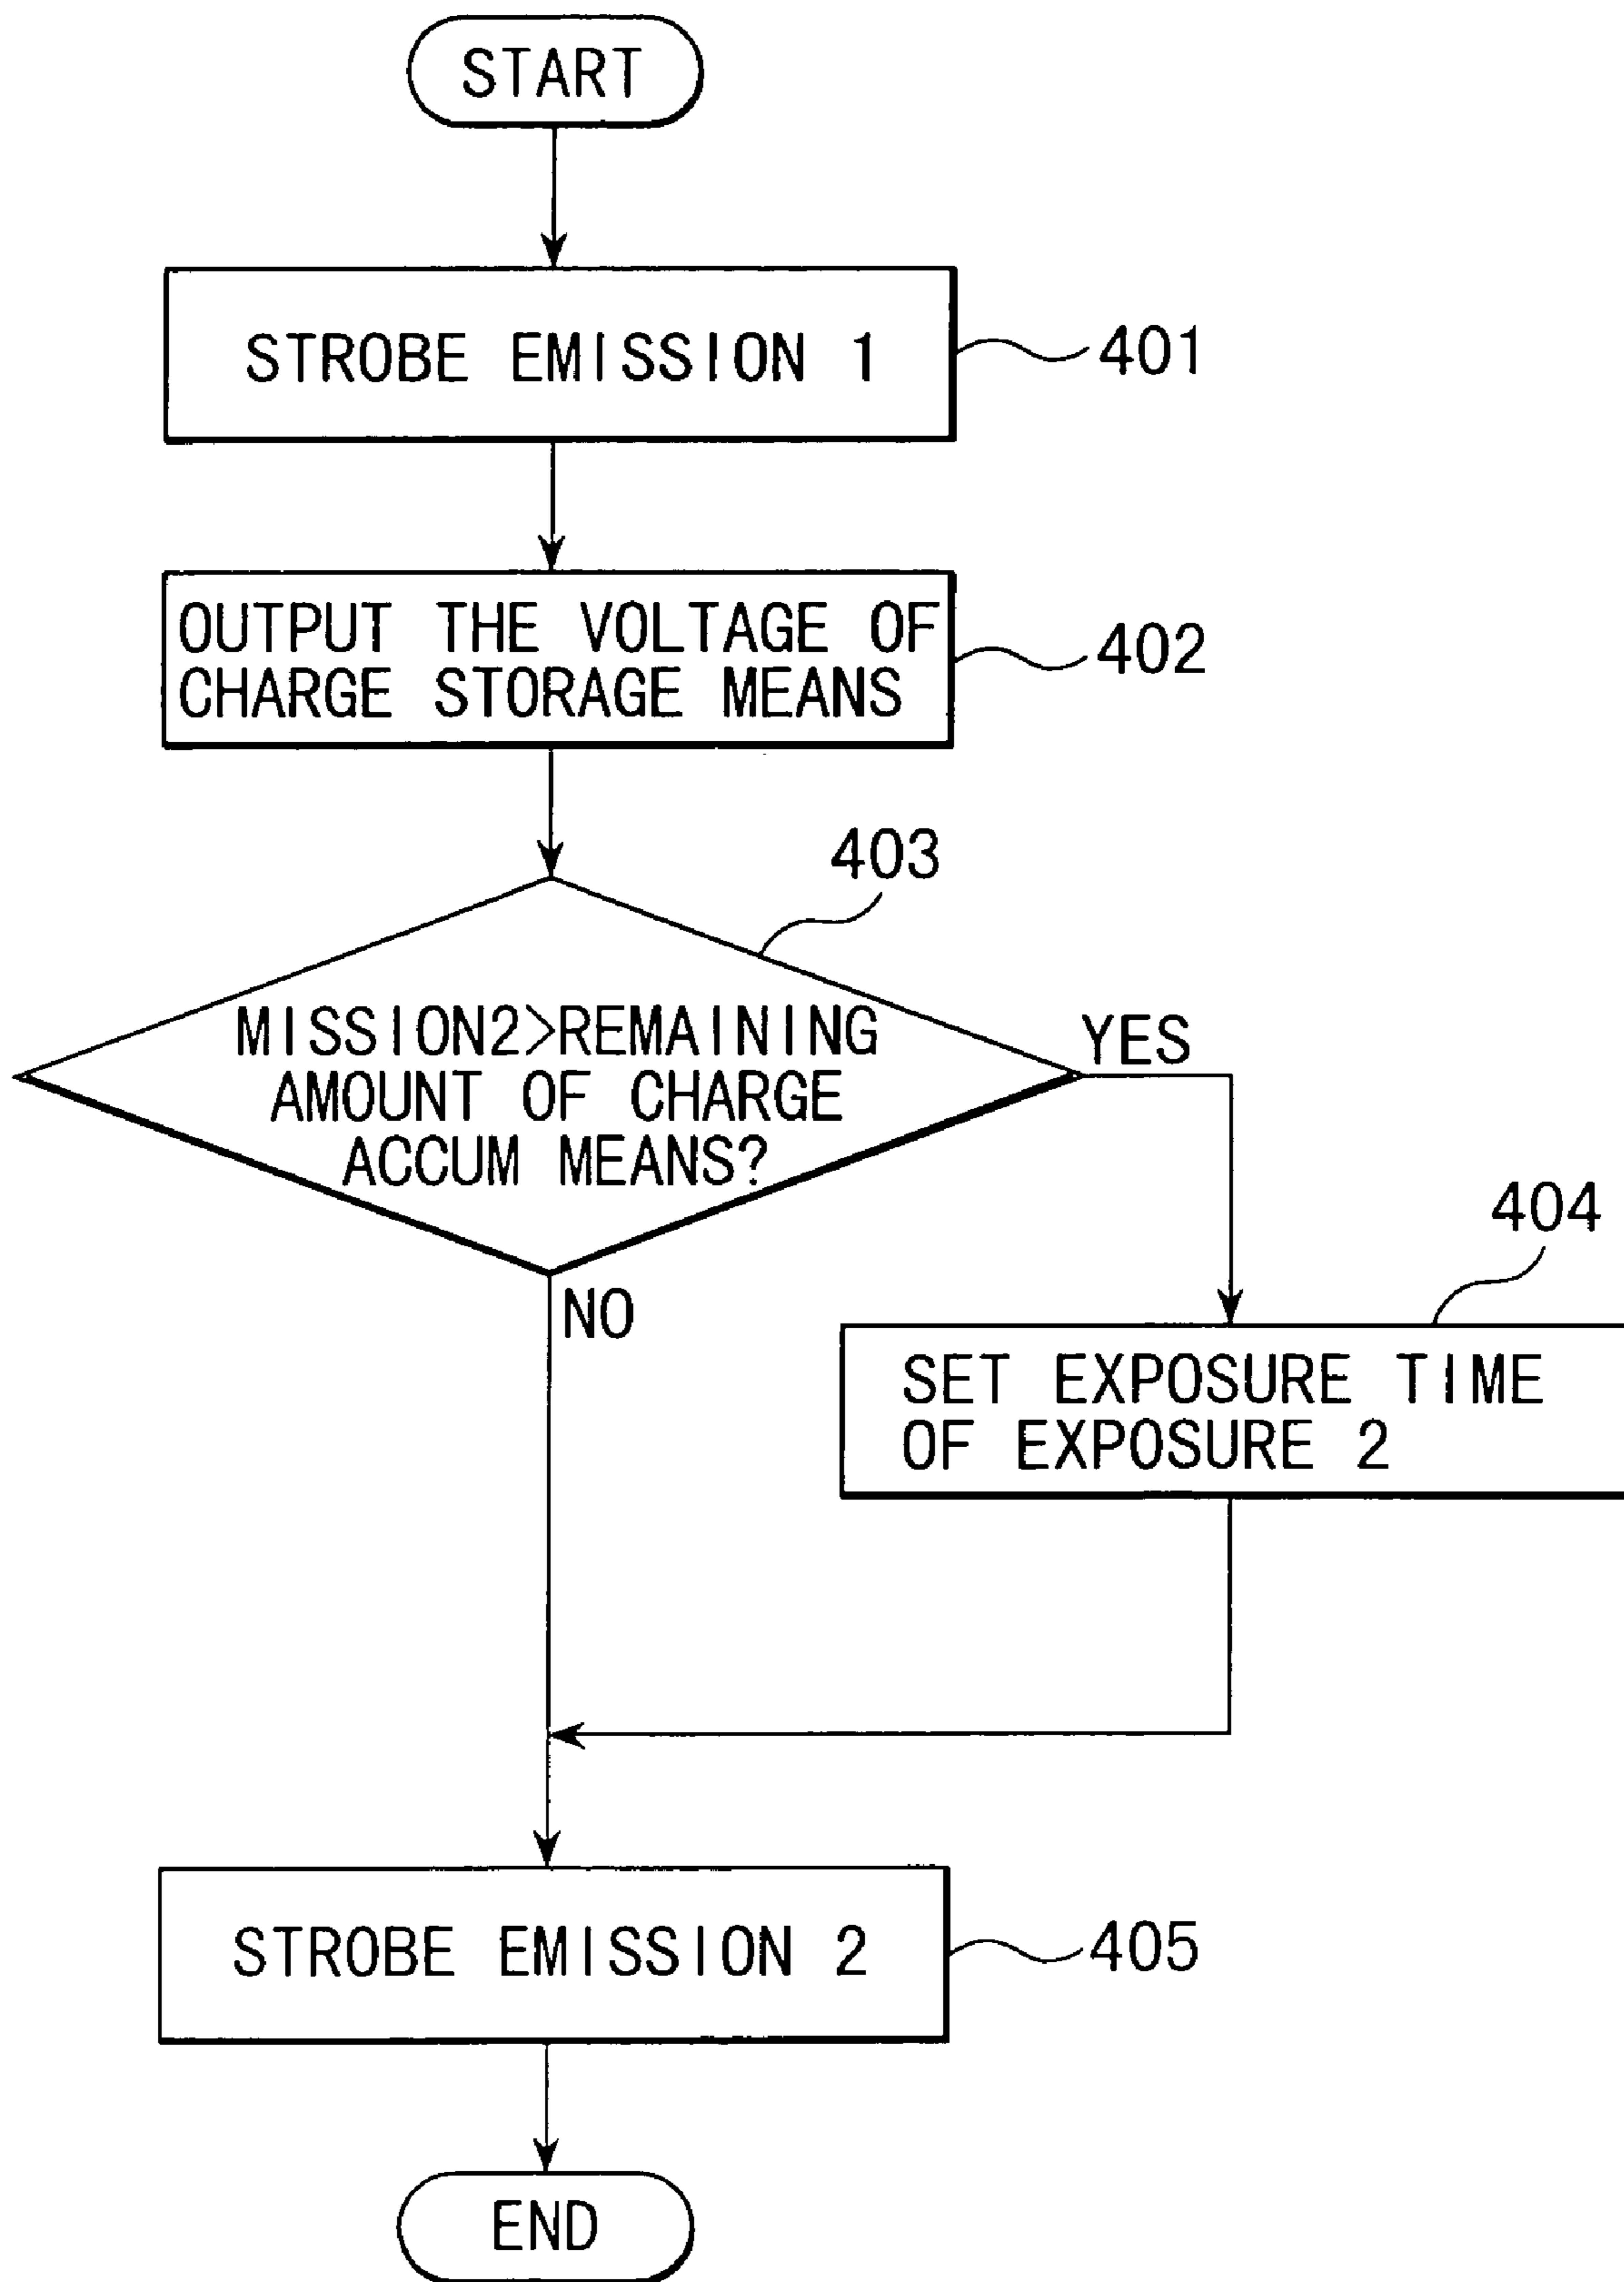 START
STROBE EMISSION 1
401
OUTPUT THE VOLTAGE OF
CHARGE STORAGE MEANS
402
403
MISSION2>REMAINING
AMOUNT OF CHARGE
ACCUM MEANS?
YES
NO
404
SET EXPOSURE TIME
OF EXPOSURE 2
STROBE EMISSION 2
405
END